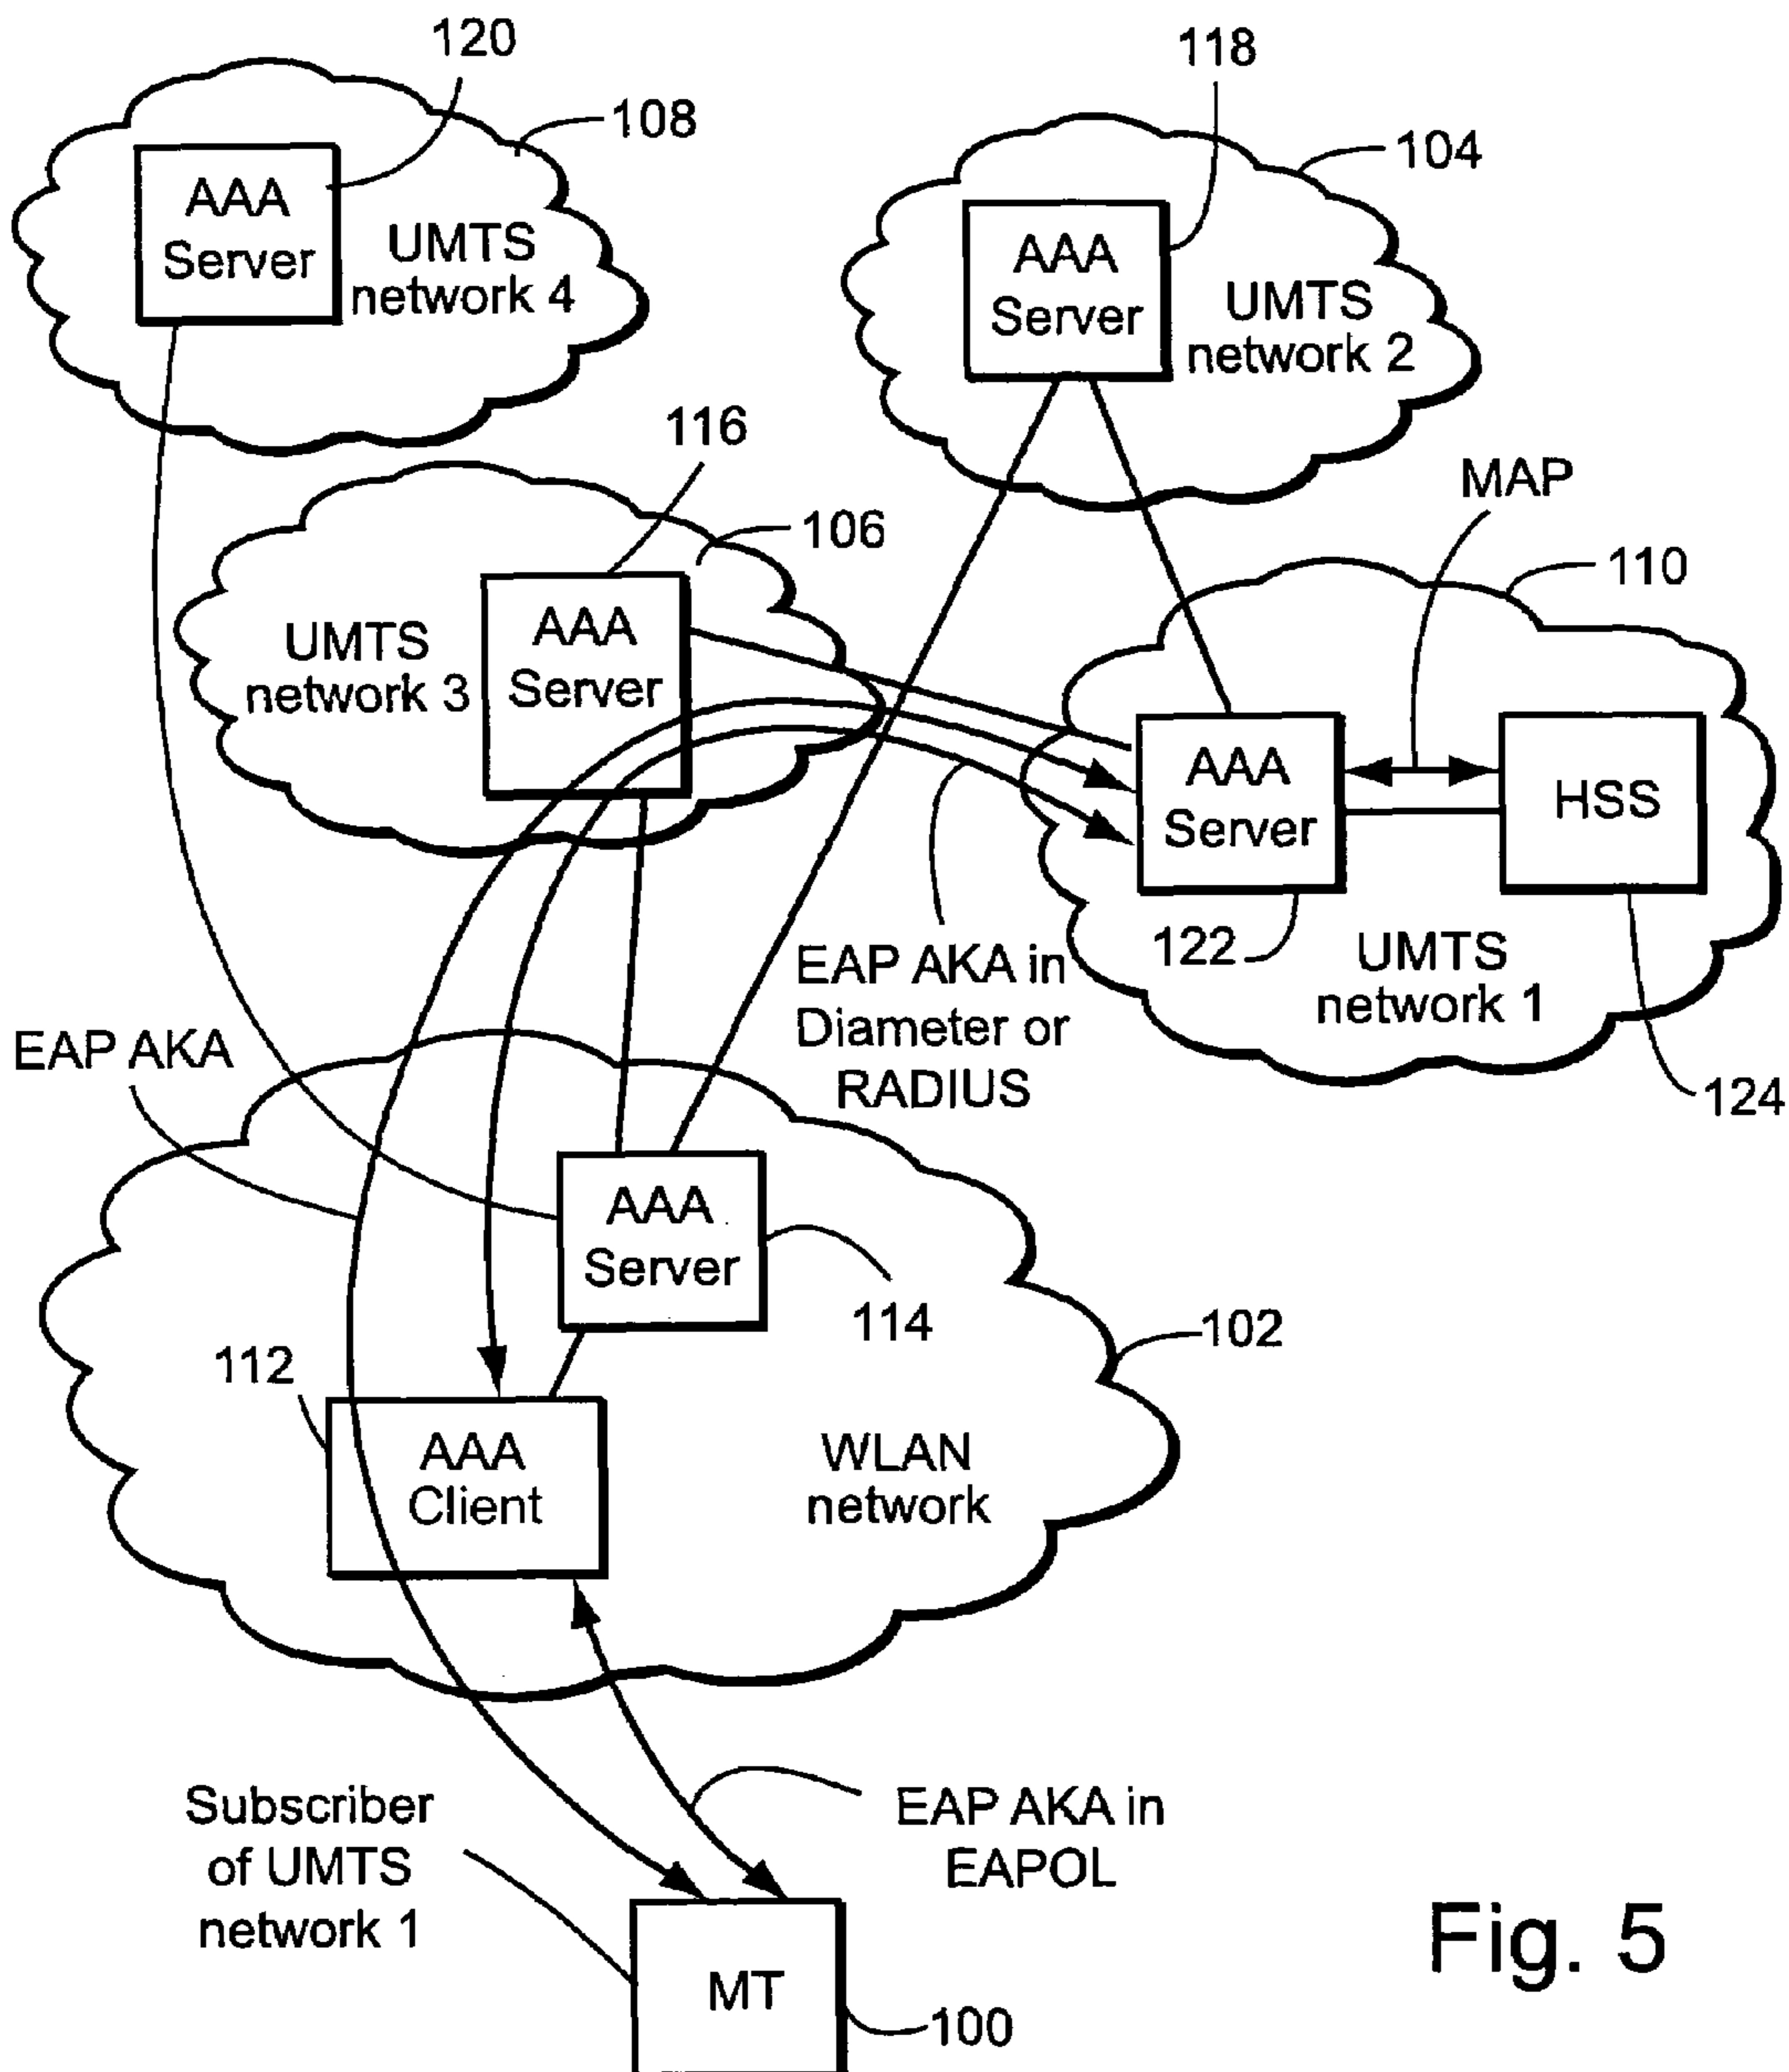 120
118
108
104
AAA
Server
UMTS
network 4
AAA
Server
UMTS
network 2
116
MAP
106
110
UMTS
network 3
AAA
Server
AAA
Server
HSS
122
UMTS
network 1
EAP AKA in
Diameter or
RADIUS
EAP AKA
124
AAA
Server
114
102
112
AAA
Client
WLAN
network
Subscriber
of UMTS
network 1
EAP AKA in
EAPOL
MT
100
Fig. 5